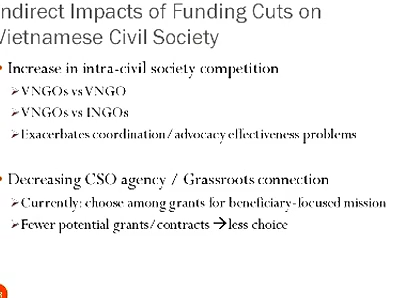 ndirect Impacts of Funding Cuts on
Vietnamese Civil Society
• Increase in intra-civil society competition
➢VNGOs vs VNGO
➢VNGOs vs INGOs
➢Exacerbates coordination/advocacy effectiveness problems
• Decreasing CSO agency / Grassroots connection
➢Currently: choose among grants for beneficiary-focused mission
➢Fewer potential grants/contracts →less choice